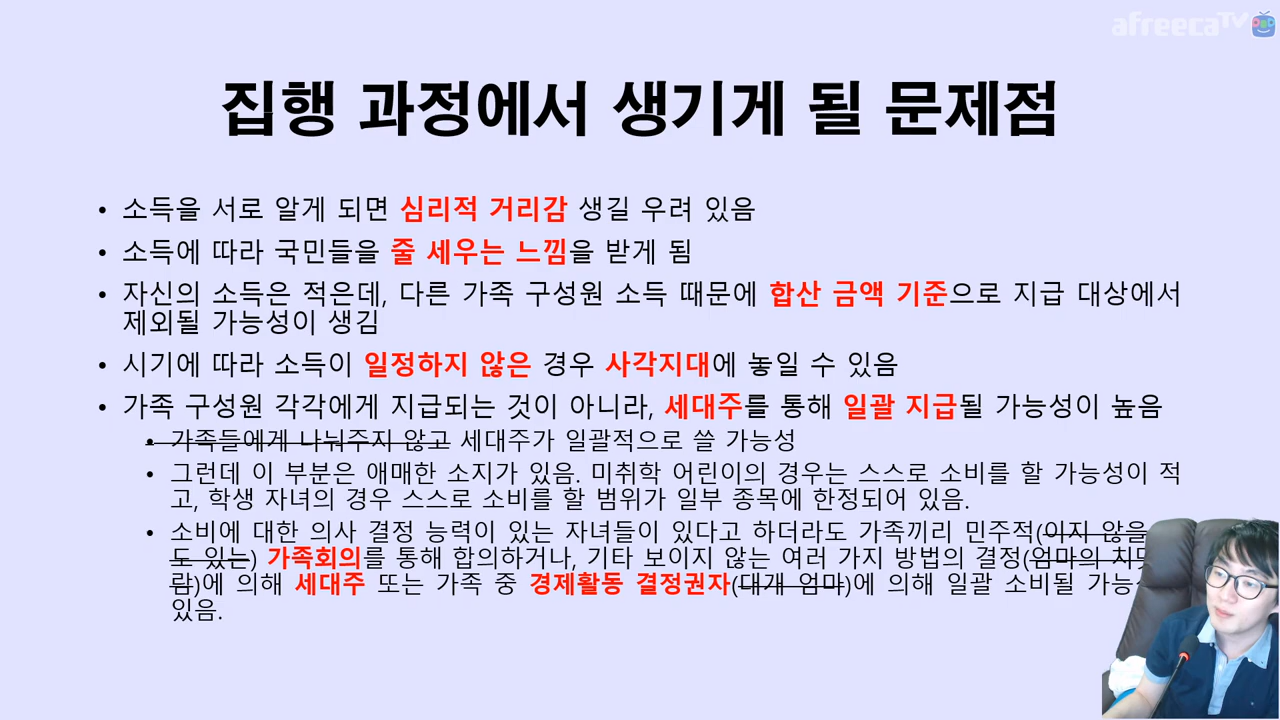 afreecaTV
집행 과정에서 생기게 될 문제점
• 소득을 서로 알게 되면 심리적 거리감 생길 우려 있음
• 소득에 따라 국민들을 줄 세우는 느낌을 받게 됨
• 자신의 소득은 적은데, 다른 가족 구성원 소득 때문에 합산 금액 기준으로 지급 대상에서
제외될 가능성이 생김
• 시기에 따라 소득이 일정하지 않은 경우 사각지대에 놓일 수 있음
• 가족 구성원 각각에게 지급되는 것이 아니라, 세대주를 통해 일괄 지급될 가능성이 높음
• 가족들에게 나눠주지 않고 세대주가 일괄적으로 쓸 가능성
• 그런데 이 부분은 애매한 소지가 있음. 미취학 어린이의 경우는 스스로 소비를 할 가능성이 적
고, 학생 자녀의 경우 스스로 소비를 할 범위가 일부 종목에 한정되어 있음.
• 소비에 대한 의사 결정 능력이 있는 자녀들이 있다고 하더라도 가족끼리 민주적(이지 않을
도 있는) 가족회의를 통해 합의하거나, 기타 보이지 않는 여러 가지 방법의 결정(엄마의
람)에 의해 세대주 또는 가족 중 경제활동 결정권자(대개 엄마)에 의해 일괄 소비될
있음.